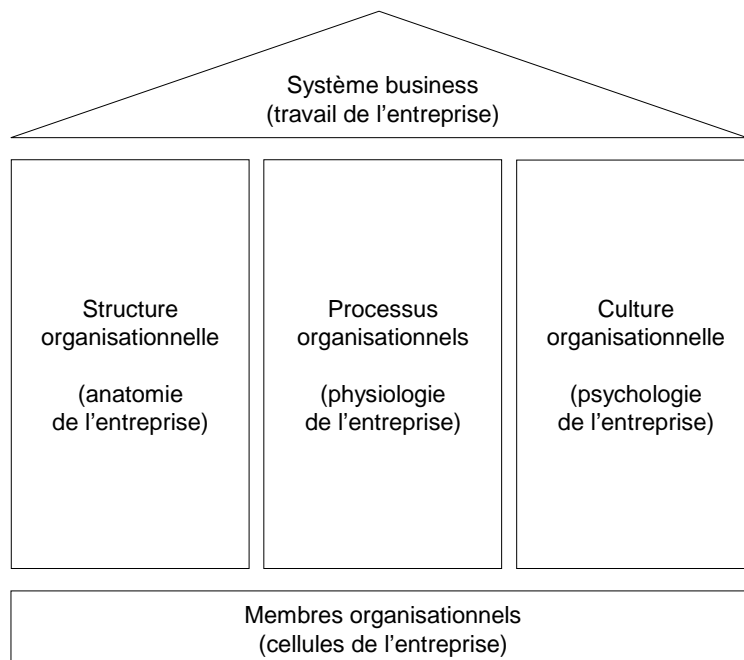 Système business
(travail de l'entreprise)
Structure
organisationnelle
(anatomie
de l'entreprise)
Processus
organisationnels
(physiologie
de l'entreprise)
Culture
organisationnelle
(psychologie
de l'entreprise)
Membres organisationnels
(cellules de l'entreprise)